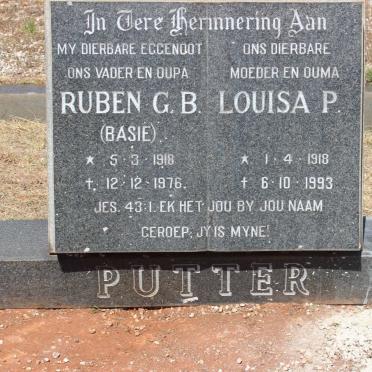 In Tere Herinnering Aan
MY DIERBARE EGGENOOT
ONS VADER EN OUPA
RUBEN G.B.
(BASIE)
★ 5·3·1918
† 12·12·1976.
ONS DIERBARE
MOEDER EN OUMA
LOUISA P.
★ 1·4·1918
† 6·10·1993
JES. 43:1. EK HET JOU BY JOU NAAM
GEROEP; JY IS MYNE!
PUTTER